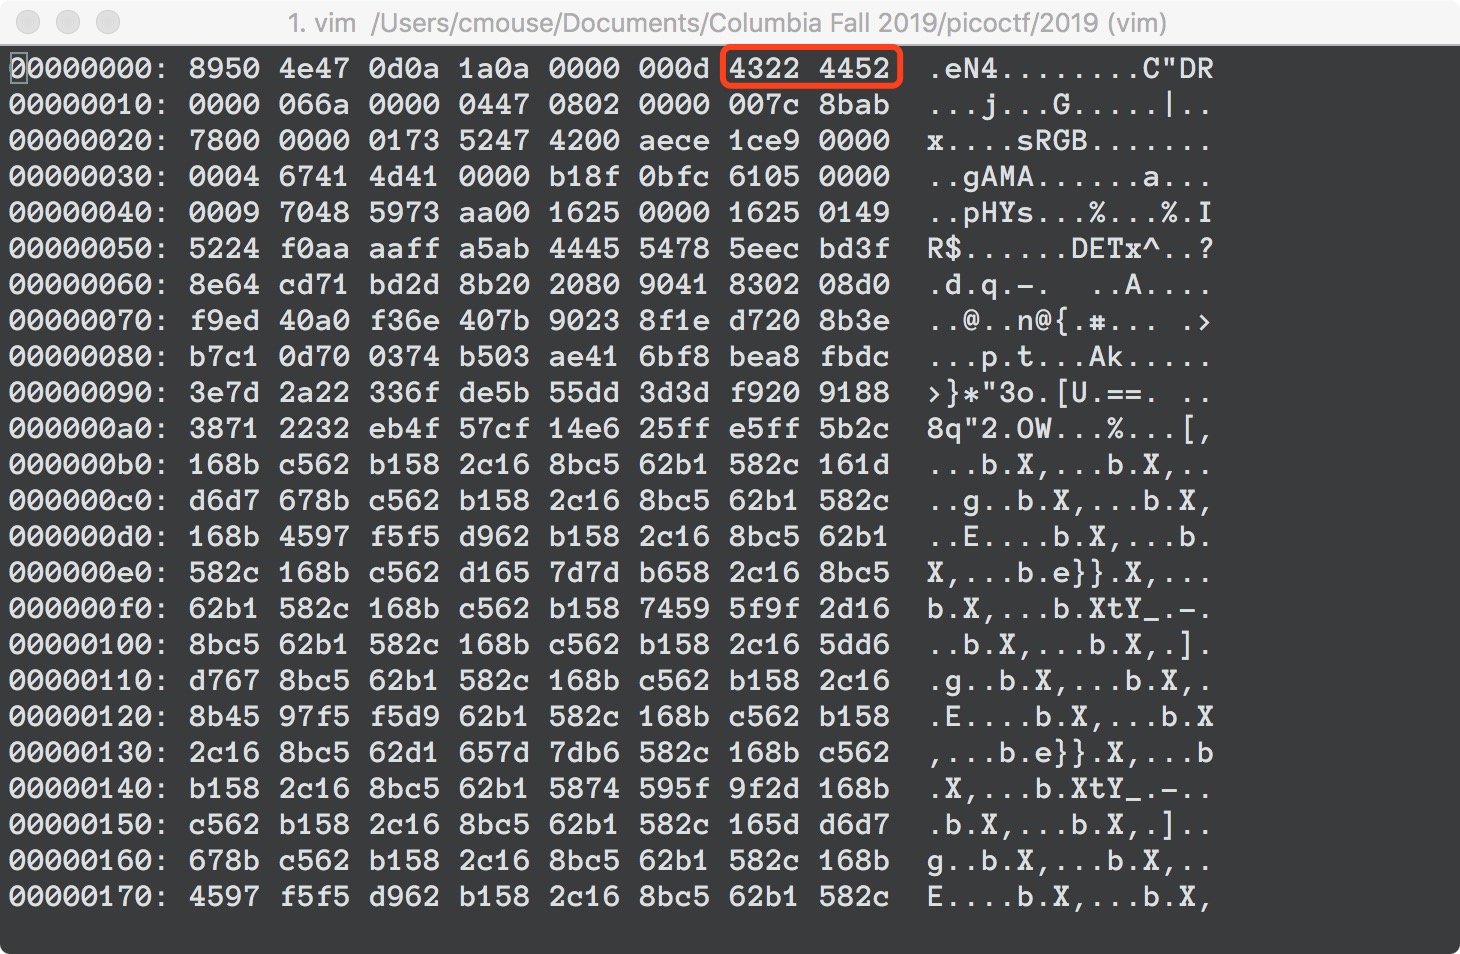 1. vim /Users/cmouse/Documents/Columbia Fall 2019/picoctf/2019 (vim)
00000000: 8950 4e47 0d0a 1a0a 0000 000d 4322 4452 .eN4........C"DR
00000010: 0000 066a 0000 0447 0802 0000 007c 8bab ...j...G.....|..
00000020: 7800 0000 0173 5247 4200 aece 1ce9 0000 x....sRGB.......
00000030: 0004 6741 4d41 0000 b18f 0bfc 6105 0000 ..gAMA......a...
00000040: 0009 7048 5973 aa00 1625 0000 1625 0149 ..pHYs...%...%.I
00000050: 5224 f0aa aaff a5ab 4445 5478 5eec bd3f R$......DETx^..?
00000060: 8e64 cd71 bd2d 8b20 2080 9041 8302 08d0 .d.q.-.  ..A....
00000070: f9ed 40a0 f36e 407b 9023 8f1e d720 8b3e ..@..n@{.#... .>
00000080: b7c1 0d70 0374 b503 ae41 6bf8 bea8 fbdc ...p.t...Ak.....
00000090: 3e7d 2a22 336f de5b 55dd 3d3d f920 9188 >}*"3o.[U.==. ..
000000a0: 3871 2232 eb4f 57cf 14e6 25ff e5ff 5b2c 8q"2.OW...%...[,
000000b0: 168b c562 b158 2c16 8bc5 62b1 582c 161d ...b.X,...b.X,..
000000c0: d6d7 678b c562 b158 2c16 8bc5 62b1 582c ..g..b.X,...b.X,
000000d0: 168b 4597 f5f5 d962 b158 2c16 8bc5 62b1 ..E....b.X,...b.
000000e0: 582c 168b c562 d165 7d7d b658 2c16 8bc5 X,...b.e}}.X,...
000000f0: 62b1 582c 168b c562 b158 7459 5f9f 2d16 b.X,...b.XtY_.-.
00000100: 8bc5 62b1 582c 168b c562 b158 2c16 5dd6 ..b.X,...b.X,.].
00000110: d767 8bc5 62b1 582c 168b c562 b158 2c16 .g..b.X,...b.X,.
00000120: 8b45 97f5 f5d9 62b1 582c 168b c562 b158 .E....b.X,...b.X
00000130: 2c16 8bc5 62d1 657d 7db6 582c 168b c562 ,...b.e}}.X,...b
00000140: b158 2c16 8bc5 62b1 5874 595f 9f2d 168b .X,...b.XtY_.-..
00000150: c562 b158 2c16 8bc5 62b1 582c 165d d6d7 .b.X,...b.X,.]..
00000160: 678b c562 b158 2c16 8bc5 62b1 582c 168b g..b.X,...b.X,..
00000170: 4597 f5f5 d962 b158 2c16 8bc5 62b1 582c E....b.X,...b.X,